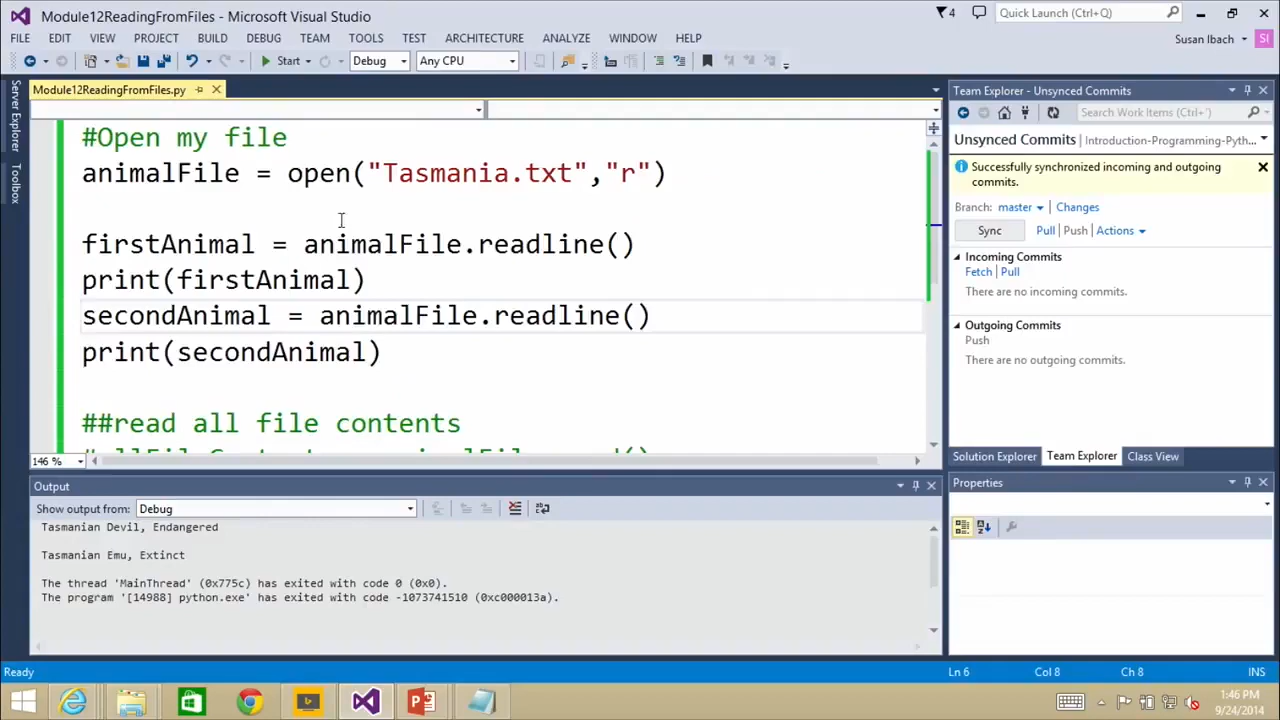 Module12ReadingFromFiles - Microsoft Visual Studio
4
Quick Launch (Ctrl+Q)
FILE EDIT VIEW PROJECT BUILD DEBUG TEAM TOOLS TEST ARCHITECTURE ANALYZE WINDOW HELP
Susan Ibach SI
Start Debug Any CPU
Server Explorer
Toolbox
Module12ReadingFromFiles.py
#Open my file
animalFile = open("Tasmania.txt","r")
firstAnimal = animalFile.readline()
print(firstAnimal)
secondAnimal = animalFile.readline()
print(secondAnimal)
##read all file contents
146 %
Team Explorer - Unsynced Commits
Search Work Items (Ctrl+')
Unsynced Commits | Introduction-Programming-Pyth...
Successfully synchronized incoming and outgoing
commits.
Branch: master Changes
Sync Pull Push Actions
Incoming Commits
Fetch | Pull
There are no incoming commits.
Outgoing Commits
Push
There are no outgoing commits.
Solution Explorer Team Explorer Class View
Properties
Output
Show output from: Debug
Tasmanian Devil, Endangered
Tasmanian Emu, Extinct
The thread 'MainThread' (0x775c) has exited with code 0 (0x0).
The program '[14988] python.exe' has exited with code -1073741510 (0xc000013a).
Ready Ln 6 Col 8 Ch 8 INS
1:46 PM
9/24/2014